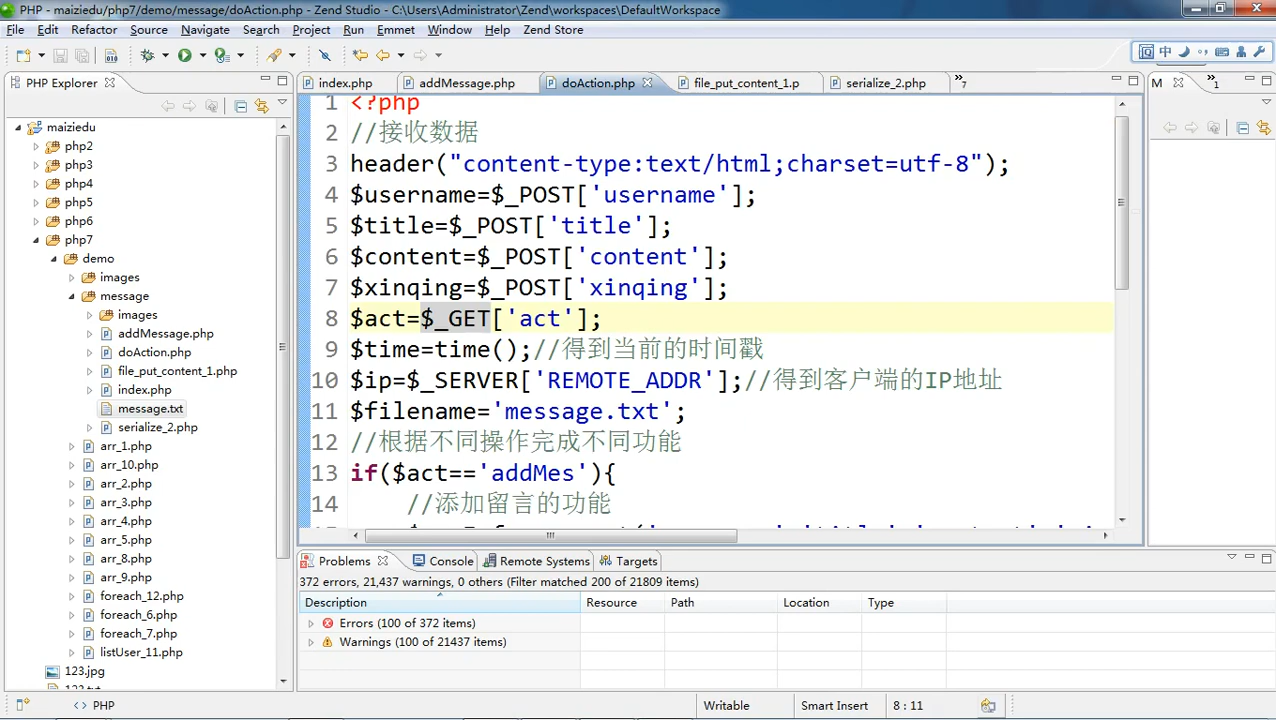 PHP - maiziedu/php7/demo/message/doAction.php - Zend Studio - C:\Users\Administrator\Zend\workspaces\DefaultWorkspace
File Edit Refactor Source Navigate Search Project Run Emmet Window Help Zend Store
中
PHP Explorer
index.php addMessage.php doAction.php file_put_content_1.p serialize_2.php »7
M »1
maiziedu
php2
php3
php4
php5
php6
php7
demo
images
message
images
addMessage.php
doAction.php
file_put_content_1.php
index.php
message.txt
serialize_2.php
arr_1.php
arr_10.php
arr_2.php
arr_3.php
arr_4.php
arr_5.php
arr_8.php
arr_9.php
foreach_12.php
foreach_6.php
foreach_7.php
listUser_11.php
123.jpg
1 <?php
2 //接收数据
3 header("content-type:text/html;charset=utf-8");
4 $username=$_POST['username'];
5 $title=$_POST['title'];
6 $content=$_POST['content'];
7 $xinqing=$_POST['xinqing'];
8 $act=$_GET['act'];
9 $time=time();//得到当前的时间戳
10 $ip=$_SERVER['REMOTE_ADDR'];//得到客户端的IP地址
11 $filename='message.txt';
12 //根据不同操作完成不同功能
13 if($act=='addMes'){
14 //添加留言的功能
Problems Console Remote Systems Targets
372 errors, 21,437 warnings, 0 others (Filter matched 200 of 21809 items)
Description Resource Path Location Type
Errors (100 of 372 items)
Warnings (100 of 21437 items)
<> PHP Writable Smart Insert 8 : 11